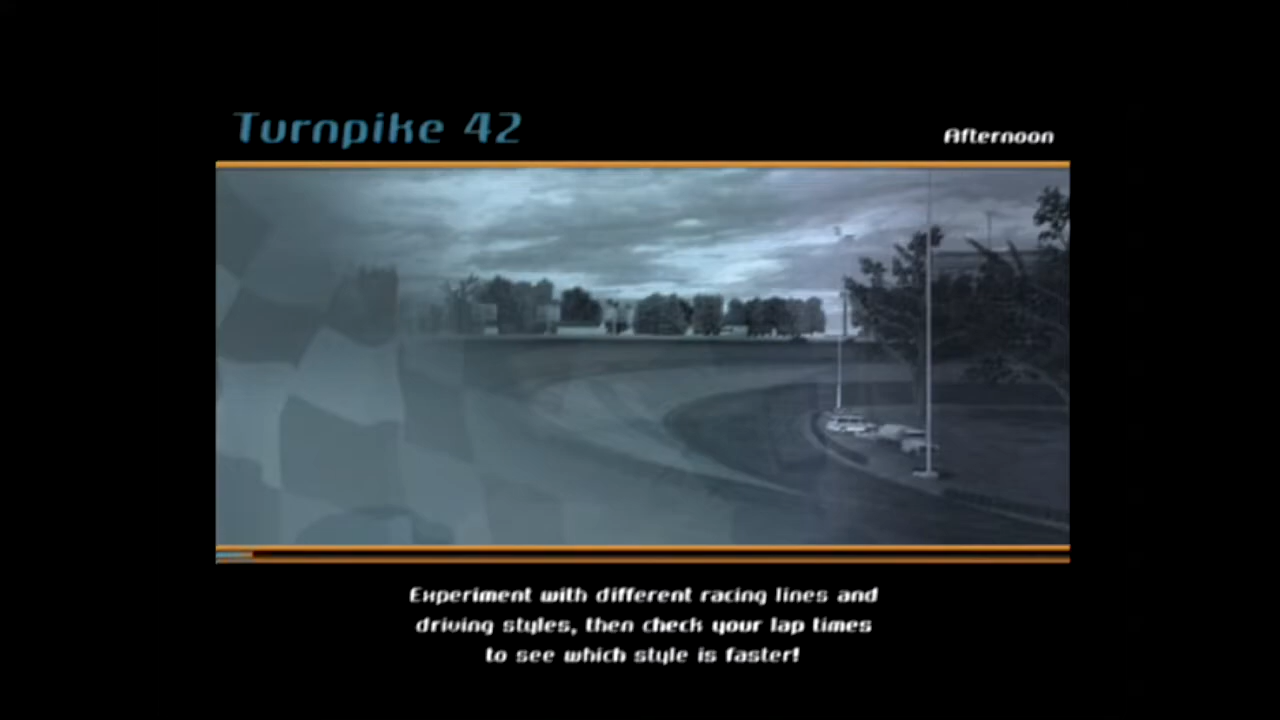 Turnpike 42
Afternoon
Experiment with different racing lines and
driving styles, then check your lap times
to see which style is faster!